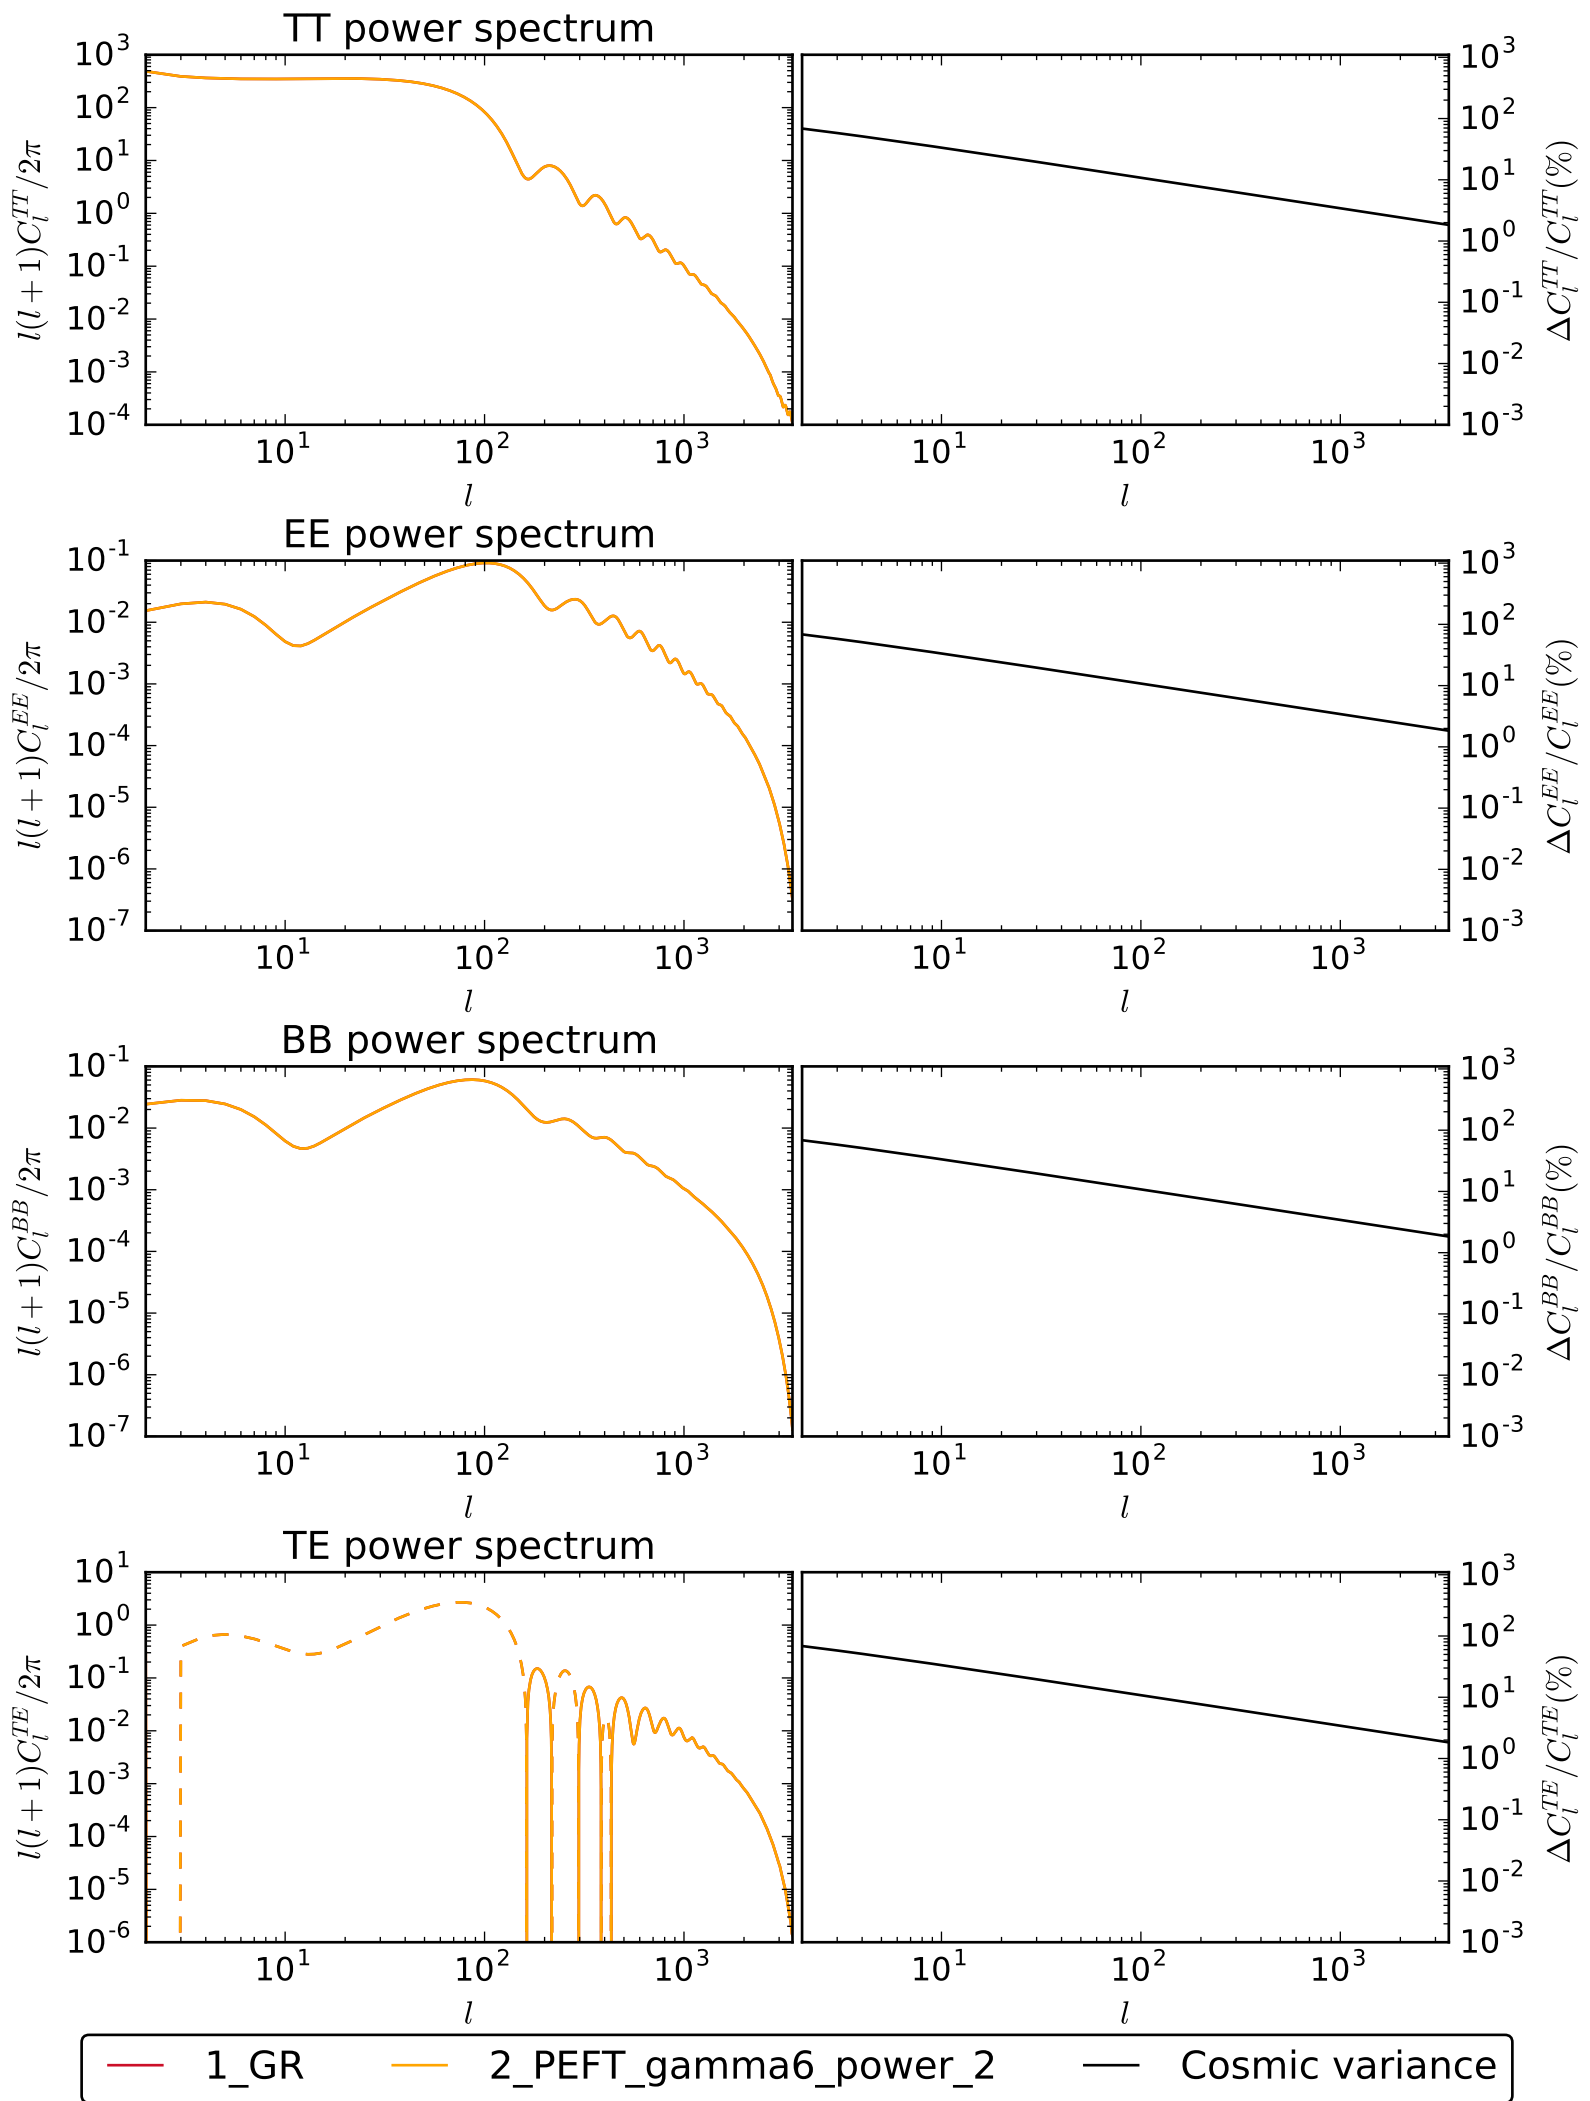 TT power spectrum
10^3
10^2
10^1
10^0
10^-1
10^-2
10^-3
10^-4
l(l + 1)C_l^{TT}/2π
10^1 10^2 10^3
l
10^3
10^2
10^1
10^0
10^-1
10^-2
10^-3
ΔC_l^{TT}/C_l^{TT}(%)
10^1 10^2 10^3
l
EE power spectrum
10^-1
10^-2
10^-3
10^-4
10^-5
10^-6
10^-7
l(l + 1)C_l^{EE}/2π
10^1 10^2 10^3
l
10^3
10^2
10^1
10^0
10^-1
10^-2
10^-3
ΔC_l^{EE}/C_l^{EE}(%)
10^1 10^2 10^3
l
BB power spectrum
10^-1
10^-2
10^-3
10^-4
10^-5
10^-6
10^-7
l(l + 1)C_l^{BB}/2π
10^1 10^2 10^3
l
10^3
10^2
10^1
10^0
10^-1
10^-2
10^-3
ΔC_l^{BB}/C_l^{BB}(%)
10^1 10^2 10^3
l
TE power spectrum
10^1
10^0
10^-1
10^-2
10^-3
10^-4
10^-5
10^-6
l(l + 1)C_l^{TE}/2π
10^1 10^2 10^3
l
10^3
10^2
10^1
10^0
10^-1
10^-2
10^-3
ΔC_l^{TE}/C_l^{TE}(%)
10^1 10^2 10^3
l
1_GR 2_PEFT_gamma6_power_2 Cosmic variance